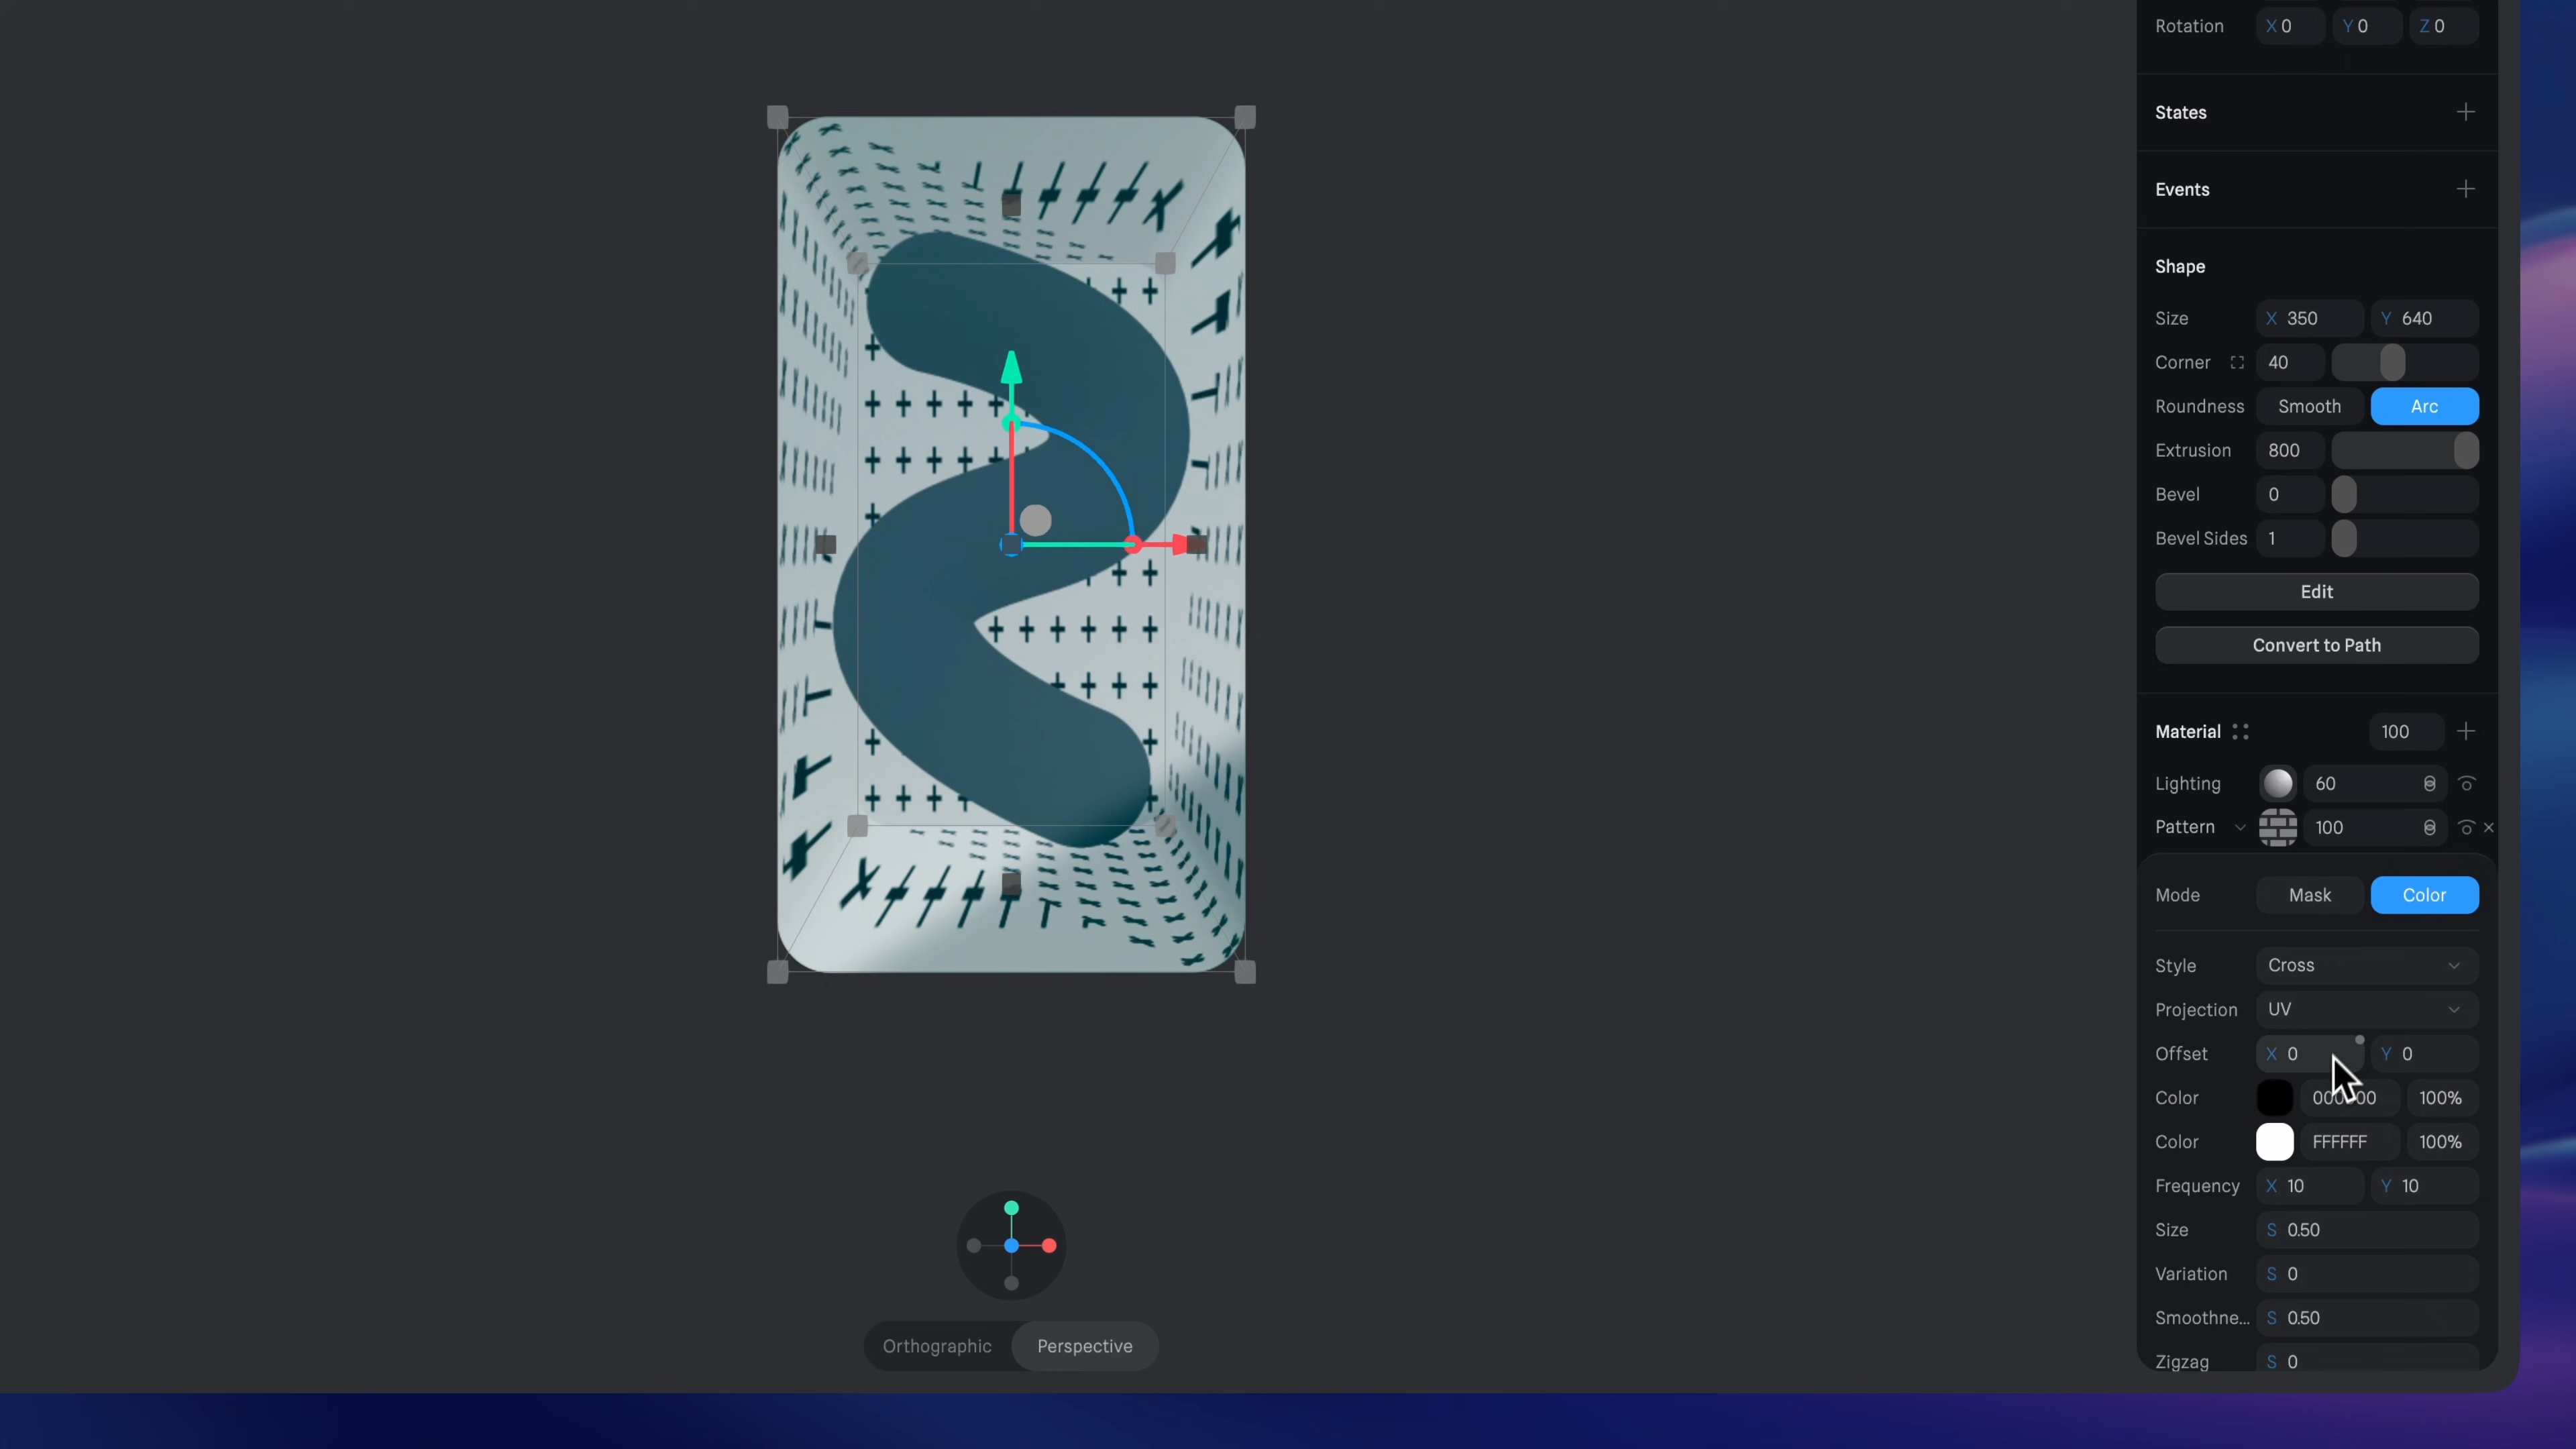 Rotation X 0 Y 0 Z 0
States
Events
Shape
Size X 350 Y 640
Corner 40
Roundness Smooth Arc
Extrusion 800
Bevel 0
Bevel Sides 1
Edit
Convert to Path
Material 100
Lighting 60
Pattern 100
Mode Mask Color
Style Cross
Projection UV
Offset X 0 Y 0
Color 100%
Color FFFFFF 100%
Frequency X 10 Y 10
Size S 0.50
Variation S 0
Smoothne... S 0.50
Zigzag S 0
Orthographic Perspective